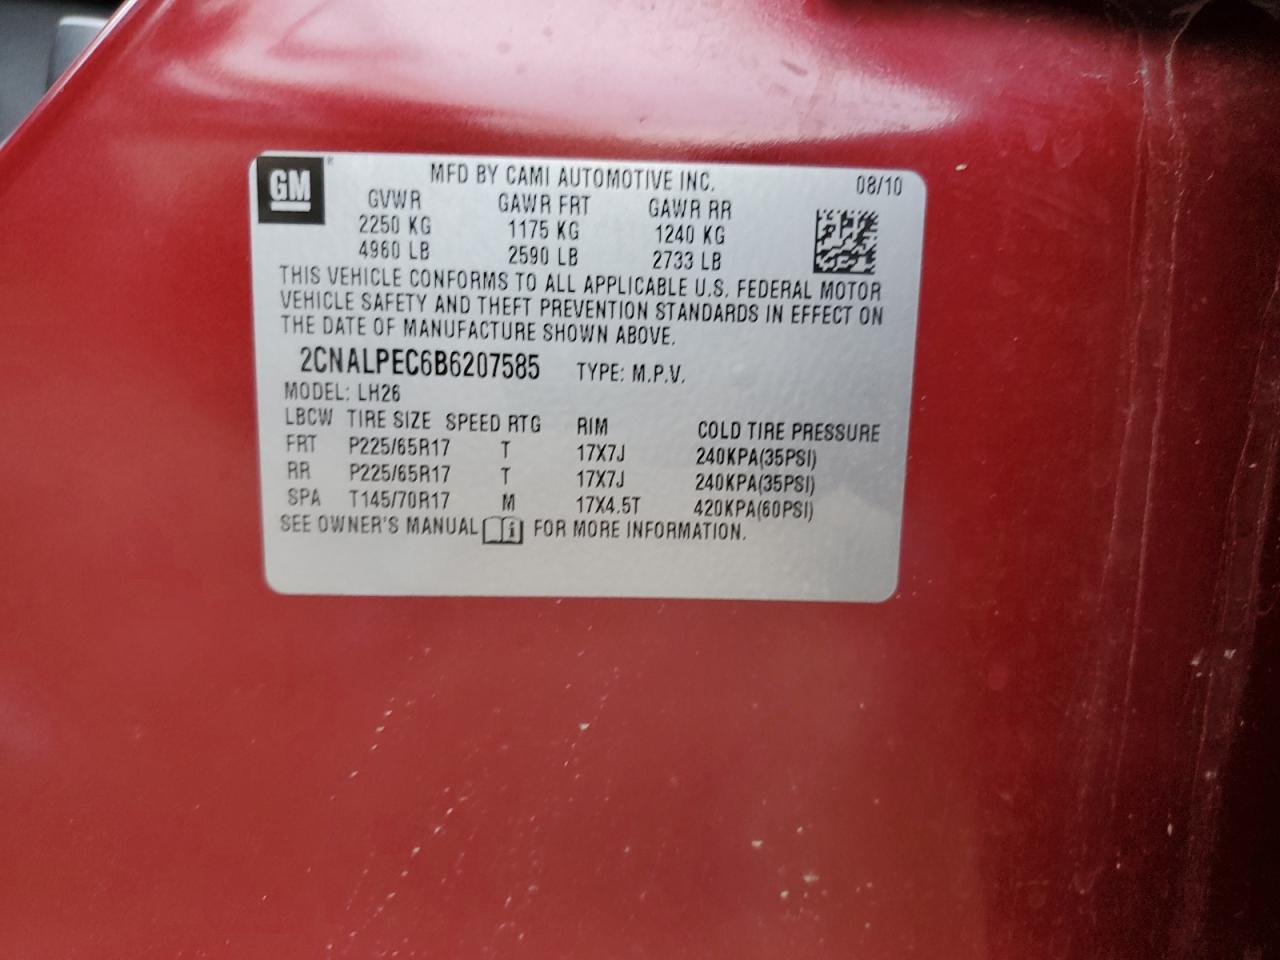 GM
MFD BY CAMI AUTOMOTIVE INC. 08/10
GVWR GAWR FRT GAWR RR
2250 KG 1175 KG 1240 KG
4960 LB 2590 LB 2733 LB
THIS VEHICLE CONFORMS TO ALL APPLICABLE U.S. FEDERAL MOTOR
VEHICLE SAFETY AND THEFT PREVENTION STANDARDS IN EFFECT ON
THE DATE OF MANUFACTURE SHOWN ABOVE.
2CNALPEC6B6207585 TYPE: M.P.V.
MODEL: LH26
LBCW TIRE SIZE SPEED RTG RIM COLD TIRE PRESSURE
FRT P225/65R17 T 17X7J 240KPA(35PSI)
RR P225/65R17 T 17X7J 240KPA(35PSI)
SPA T145/70R17 M 17X4.5T 420KPA(60PSI)
SEE OWNER'S MANUAL i FOR MORE INFORMATION.